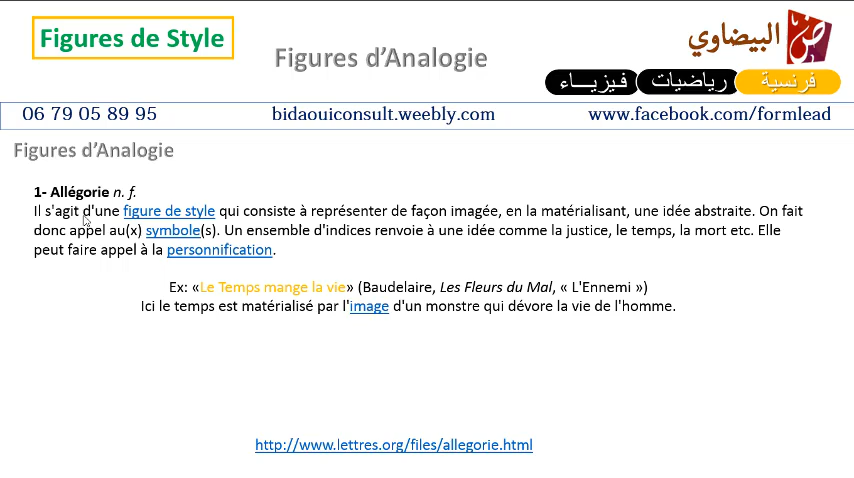 Figures de Style
Figures d’Analogie
البيضاوي
فيزياء رياضيات فرنسية
06 79 05 89 95 bidaouiconsult.weebly.com www.facebook.com/formlead
Figures d’Analogie
1- Allégorie n. f.
Il s'agit d'une figure de style qui consiste à représenter de façon imagée, en la matérialisant, une idée abstraite. On fait
donc appel au(x) symbole(s). Un ensemble d'indices renvoie à une idée comme la justice, le temps, la mort etc. Elle
peut faire appel à la personnification.
Ex: «Le Temps mange la vie» (Baudelaire, Les Fleurs du Mal, « L'Ennemi »)
Ici le temps est matérialisé par l'image d'un monstre qui dévore la vie de l'homme.
http://www.lettres.org/files/allegorie.html